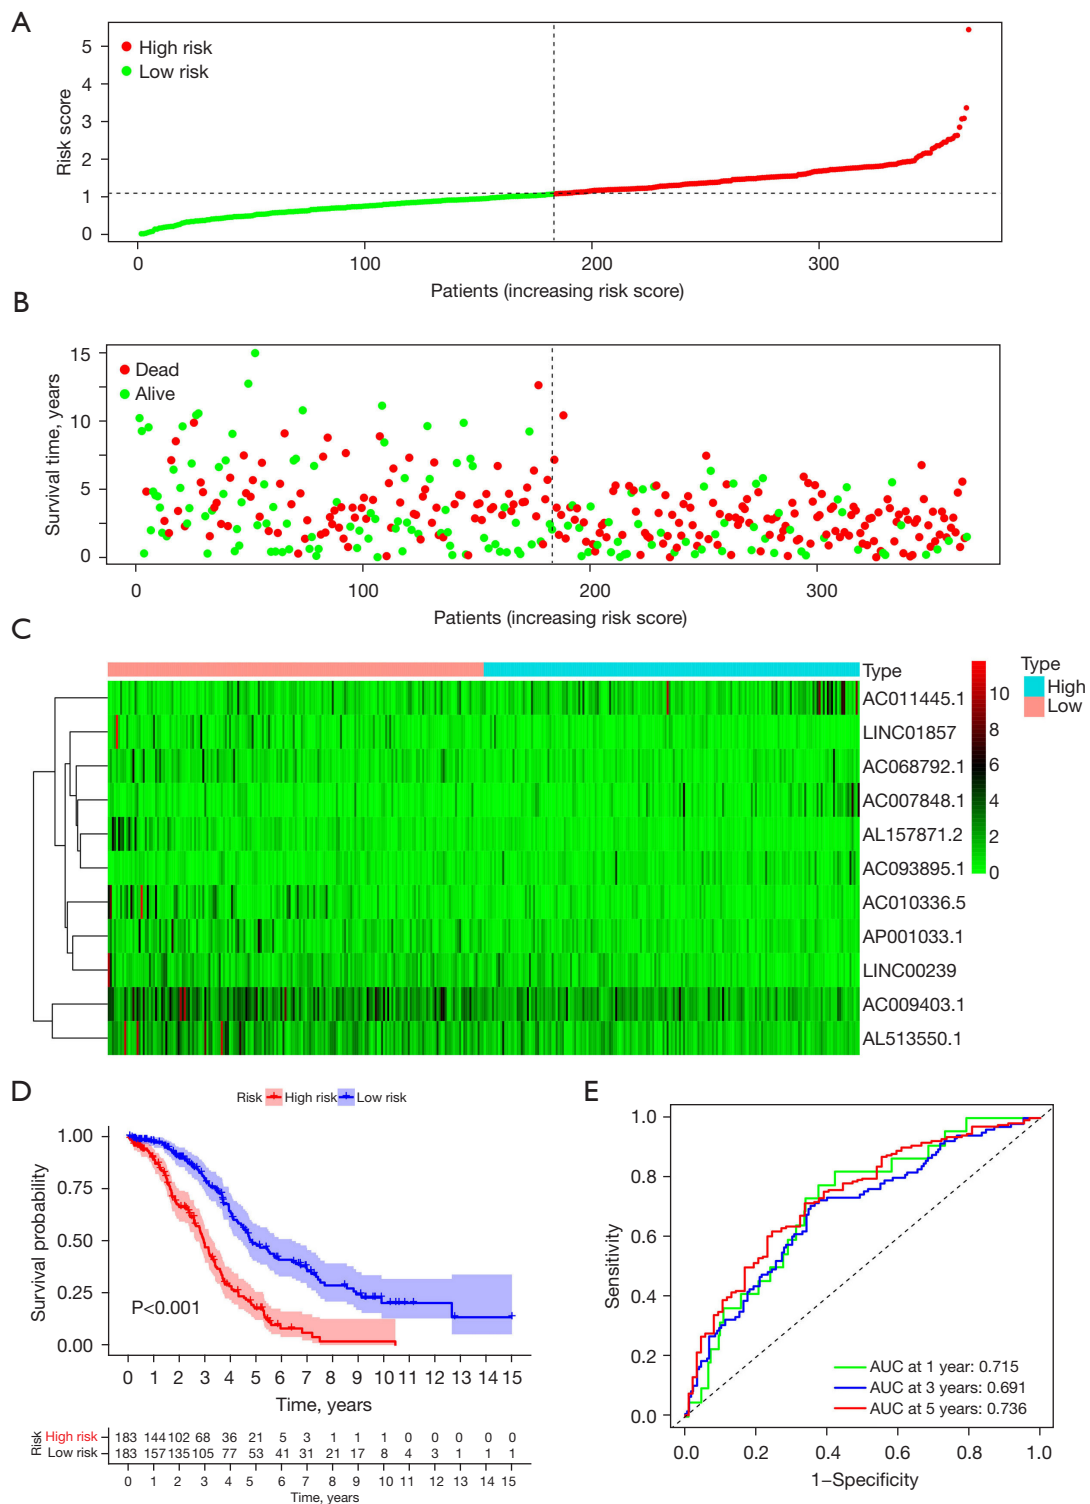 A
High risk
Low risk
Risk score
5
4
3
2
1
0
0 100 200 300
Patients (increasing risk score)
B
Dead
Alive
Survival time, years
15
10
5
0
0 100 200 300
Patients (increasing risk score)
C
Type
AC011445.1
LINC01857
AC068792.1
AC007848.1
AL157871.2
AC093895.1
AC010336.5
AP001033.1
LINC00239
AC009403.1
AL513550.1
10
8
6
4
2
0
Type
High
Low
D
Risk High risk Low risk
Survival probability
1.00
0.75
0.50
0.25
0.00
P<0.001
0 1 2 3 4 5 6 7 8 9 10 11 12 13 14 15
Time, years
Risk
High risk 183 144 102 68 36 21 5 3 1 1 1 0 0 0 0 0
Low risk 183 157 135 105 77 53 41 31 21 17 8 4 3 1 1 1
0 1 2 3 4 5 6 7 8 9 10 11 12 13 14 15
Time, years
E
Sensitivity
1.0
0.8
0.6
0.4
0.2
0.0
AUC at 1 year: 0.715
AUC at 3 years: 0.691
AUC at 5 years: 0.736
0.0 0.2 0.4 0.6 0.8 1.0
1–Specificity